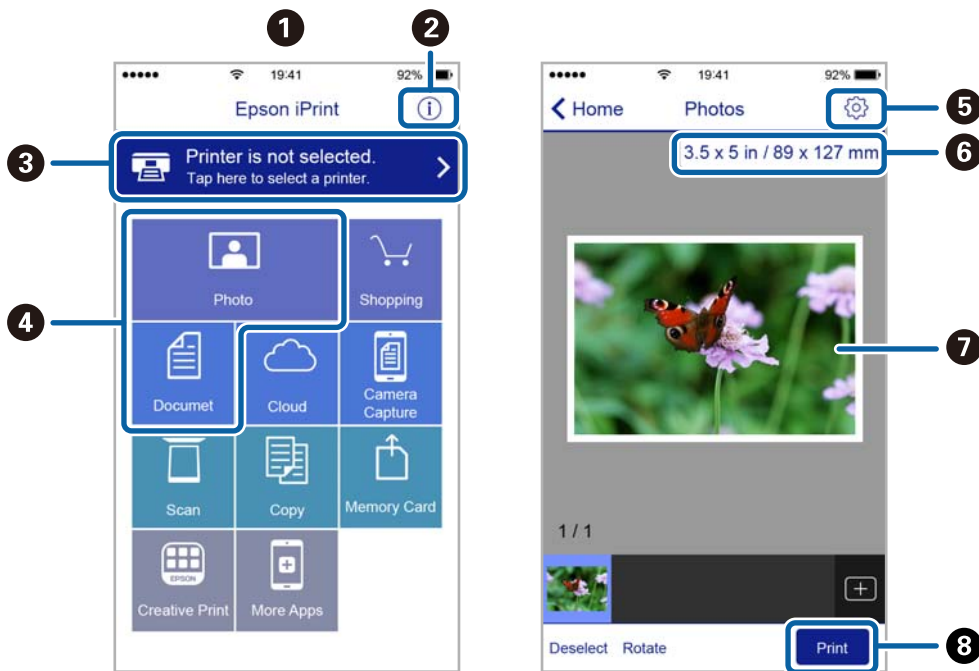 1
2
19:41
92%
Epson iPrint
3
Printer is not selected.
Tap here to select a printer.
4
Photo
Shopping
Documet
Cloud
Camera
Capture
Scan
Copy
Memory Card
EPSON
Creative Print
More Apps
19:41
92%
Home
Photos
5
3.5 x 5 in / 89 x 127 mm
6
7
1 / 1
Deselect
Rotate
Print
8